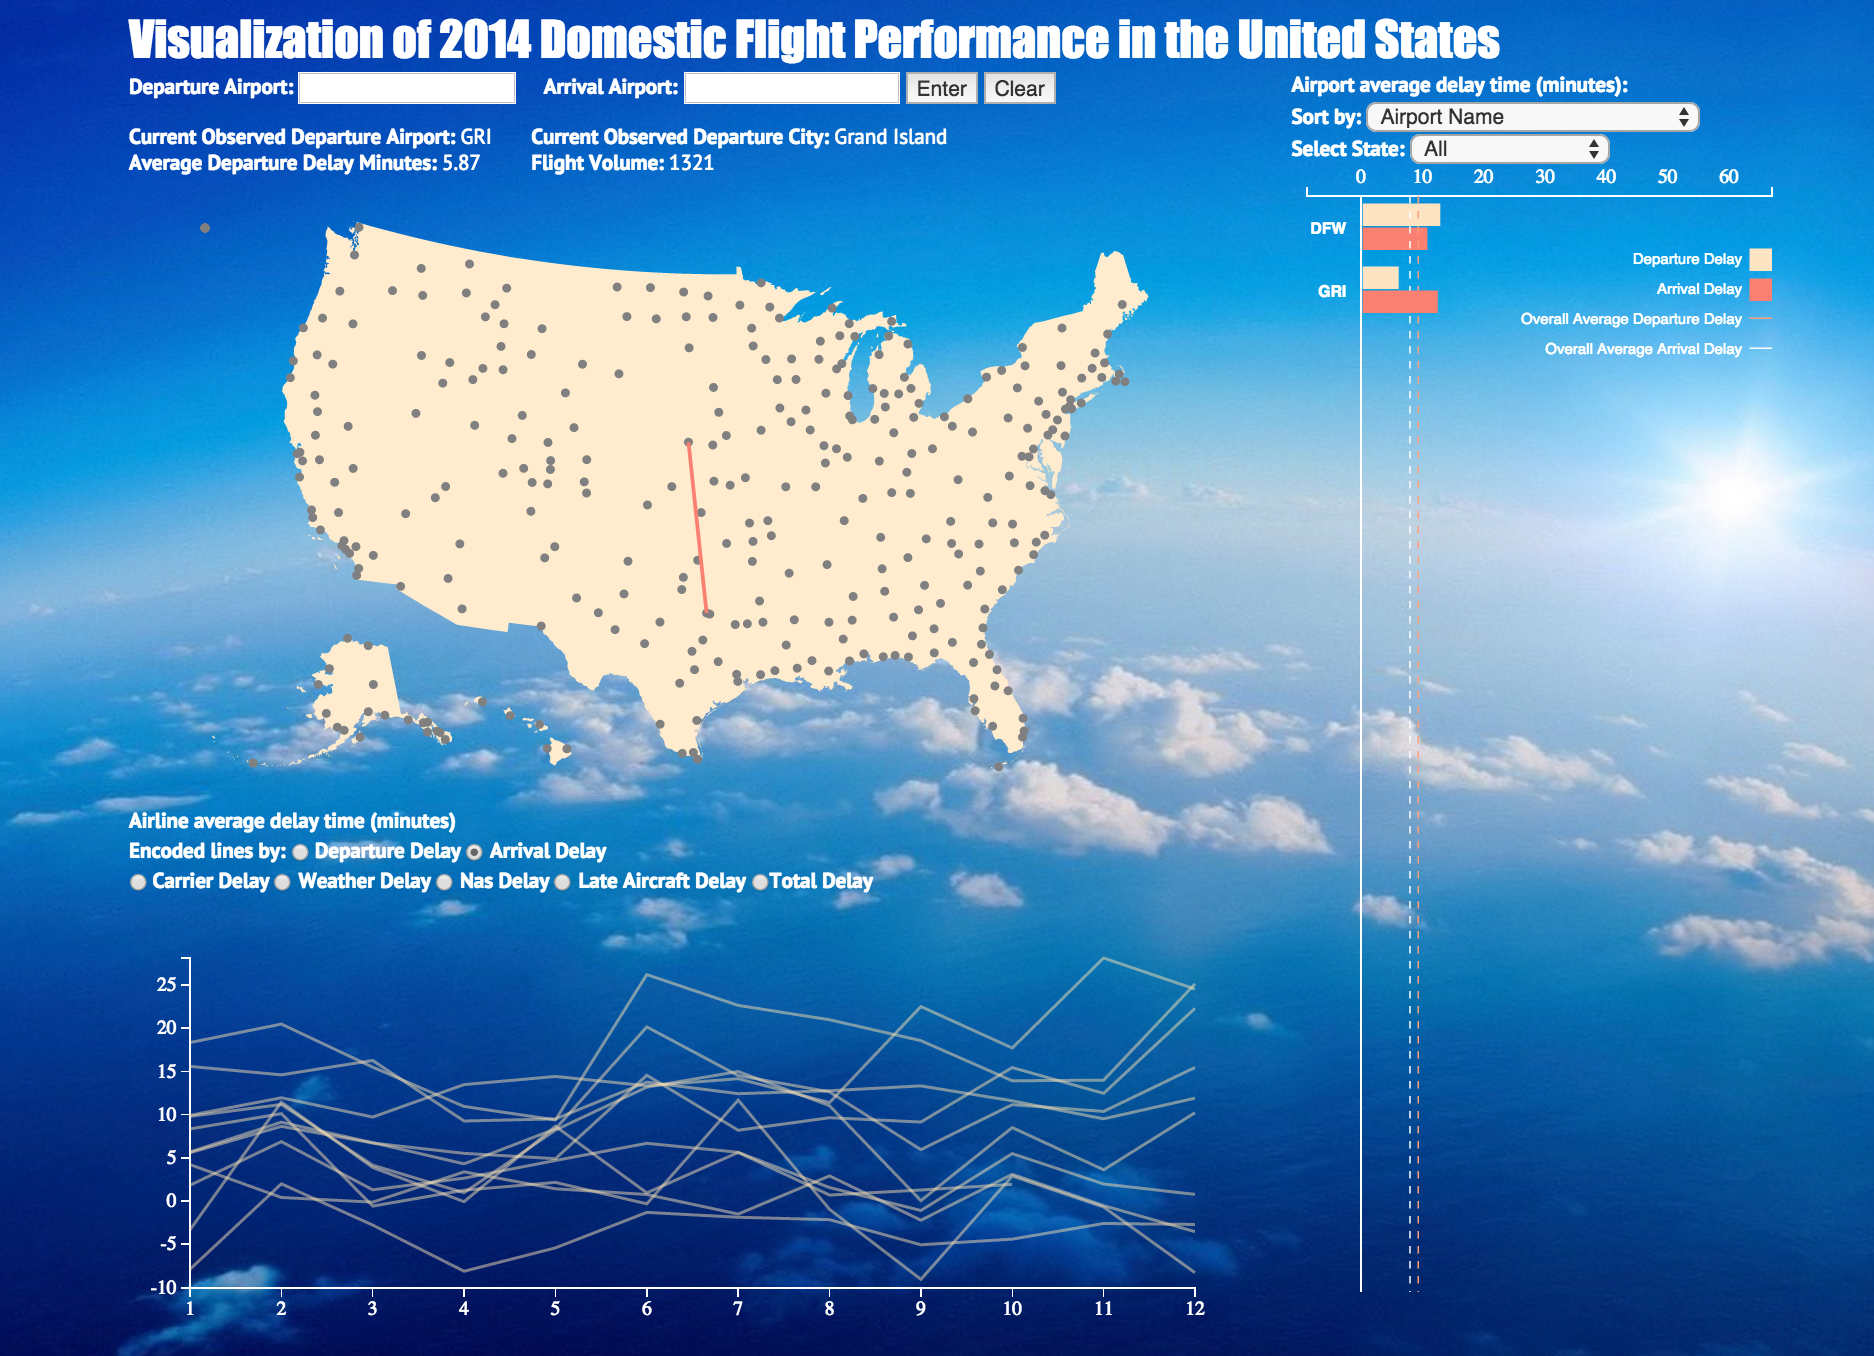 Visualization of 2014 Domestic Flight Performance in the United States
Departure Airport: Arrival Airport: Enter Clear
Current Observed Departure Airport: GRI Current Observed Departure City: Grand Island
Average Departure Delay Minutes: 5.87 Flight Volume: 1321
Airport average delay time (minutes):
Sort by: Airport Name
Select State: All
0 10 20 30 40 50 60
DFW
GRI
Departure Delay
Arrival Delay
Overall Average Departure Delay
Overall Average Arrival Delay
Airline average delay time (minutes)
Encoded lines by: Departure Delay Arrival Delay
Carrier Delay Weather Delay Nas Delay Late Aircraft Delay Total Delay
25
20
15
10
5
0
-5
-10
1 2 3 4 5 6 7 8 9 10 11 12